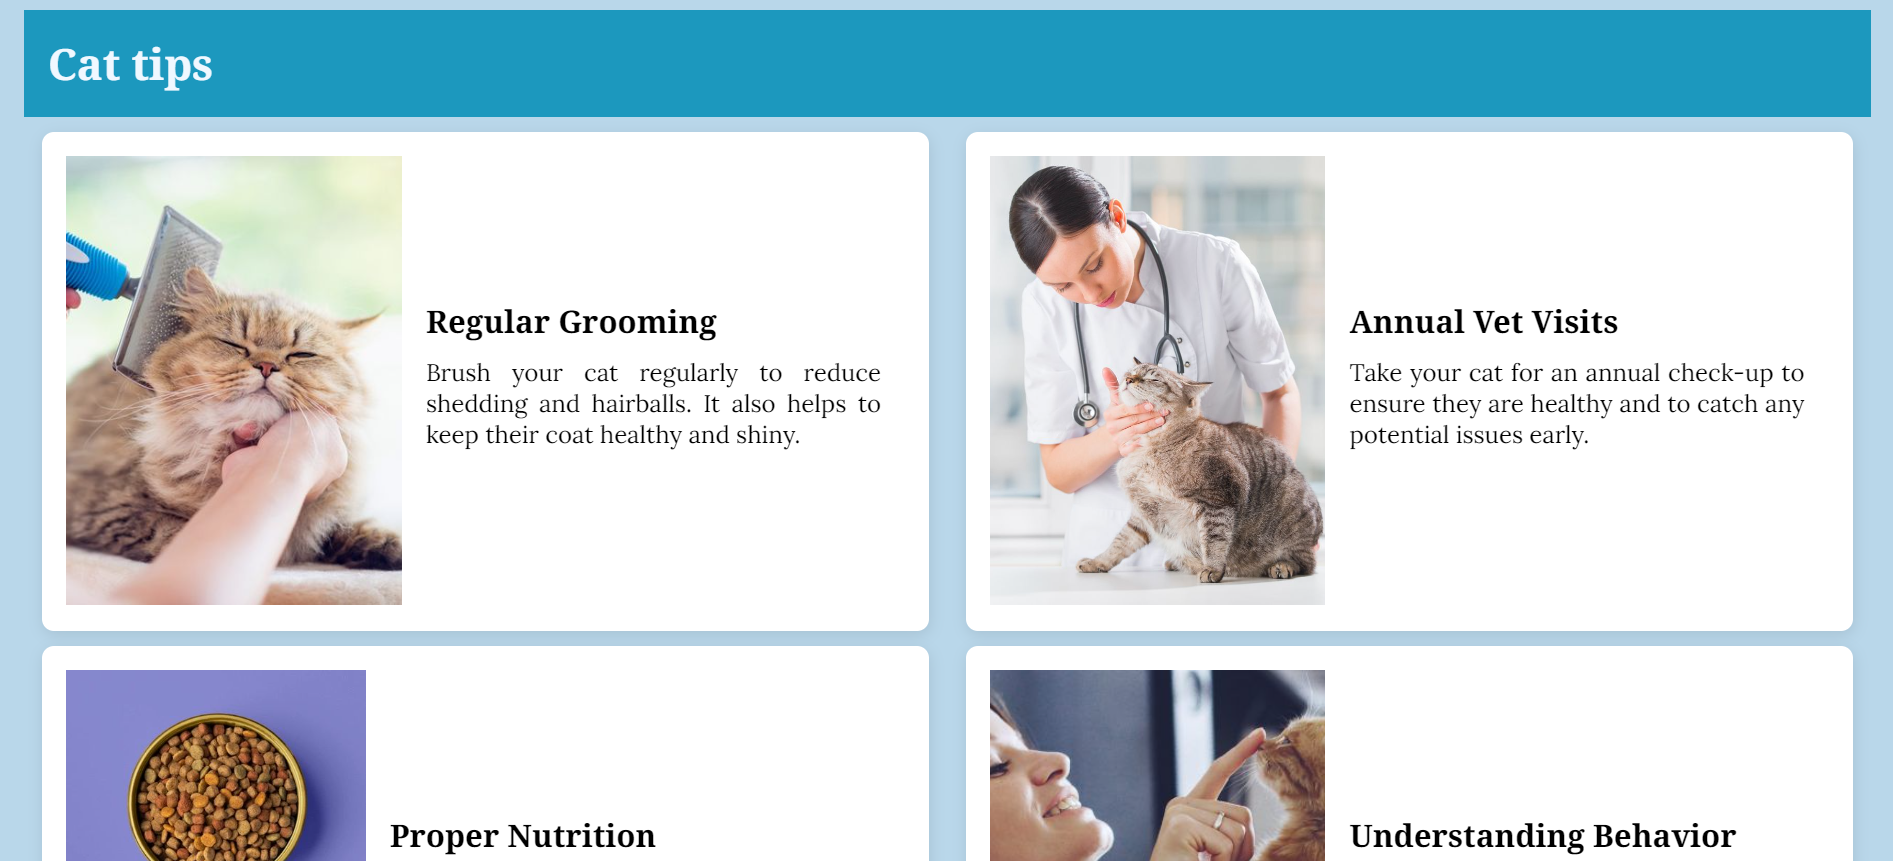 Cat tips
Regular Grooming
Brush your cat regularly to reduce
shedding and hairballs. It also helps to
keep their coat healthy and shiny.
Annual Vet Visits
Take your cat for an annual check-up to
ensure they are healthy and to catch any
potential issues early.
Proper Nutrition
Understanding Behavior